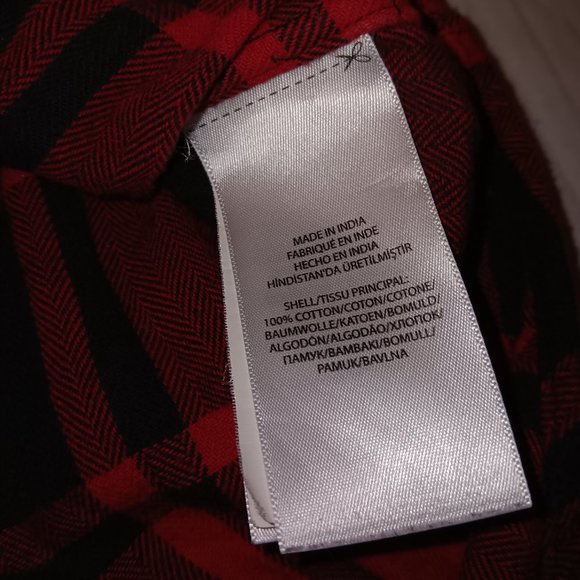 MADE IN INDIA
FABRIQUÉ EN INDE
HECHO EN INDIA
HİNDİSTAN'DA ÜRETİLMİŞTİR
SHELL/TISSU PRINCIPAL:
100% COTTON/COTON/COTONE/
BAUMWOLLE/KATOEN/BOMULD/
ALGODÓN/ALGODÃO/ХЛОПОК/
ПАМУК/ΒΑΜΒΑΚΙ/BOMULL/
PAMUK/BAVLNA